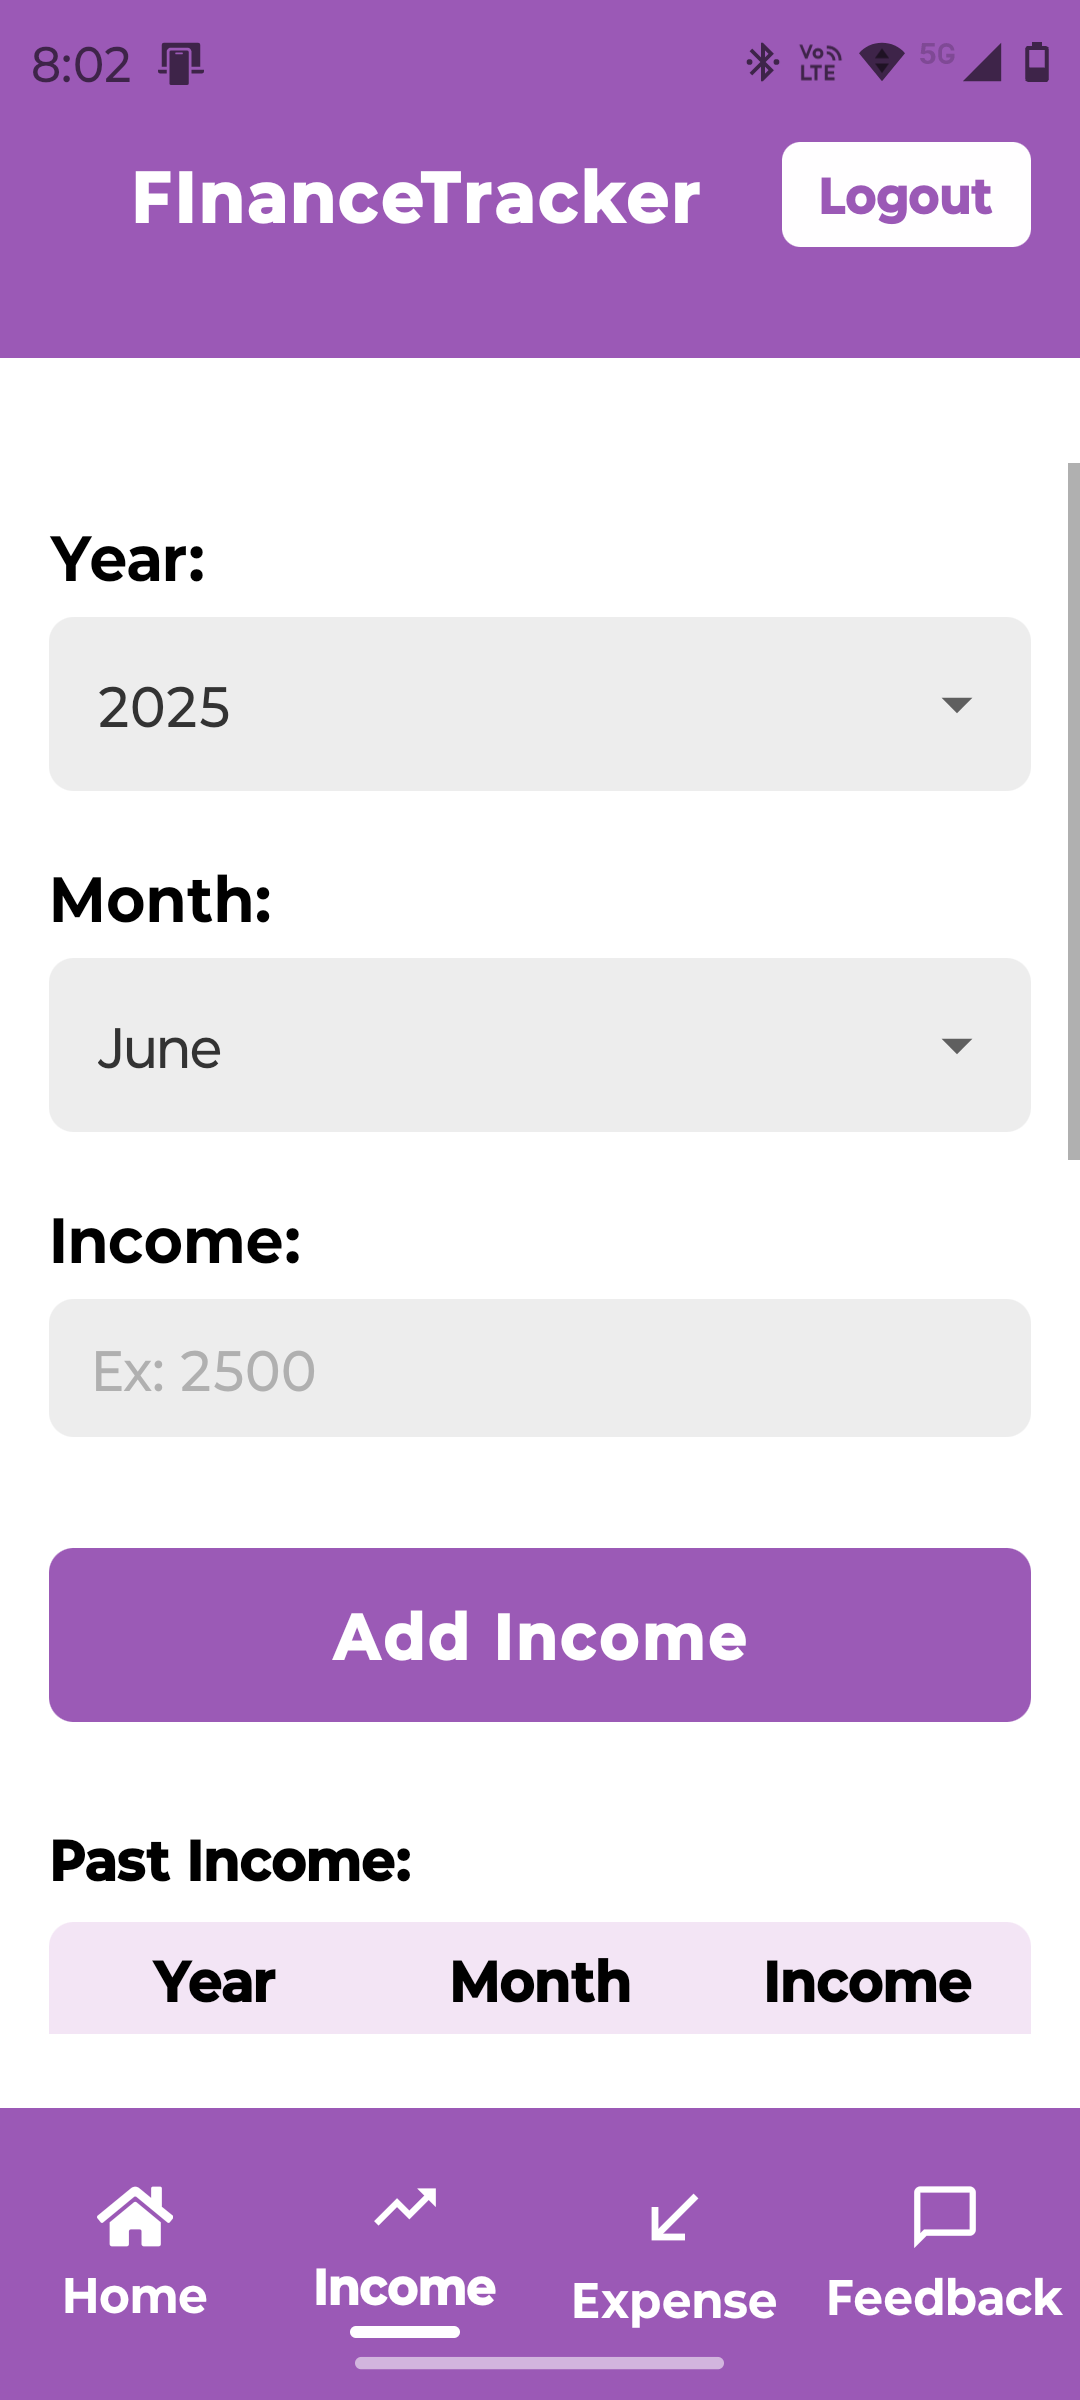 8:02
Vo LTE 5G
FInanceTracker
Logout
Year:
2025
Month:
June
Income:
Ex: 2500
Add Income
Past Income:
Year Month Income
Home Income Expense Feedback